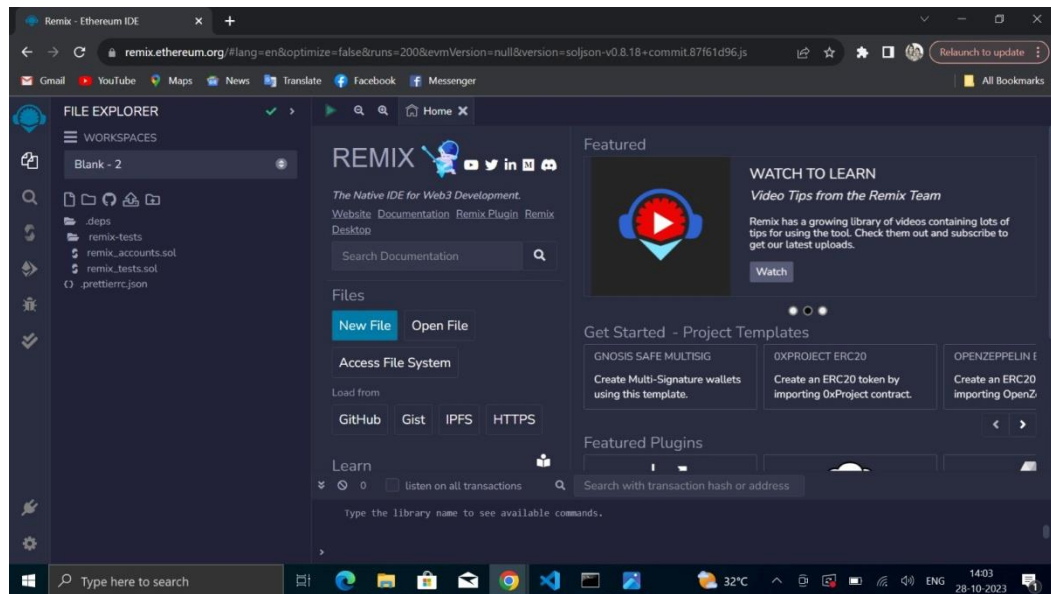 Remix - Ethereum IDE
remix.ethereum.org/#lang=en&optimize=false&runs=200&evmVersion=null&version=soljson-v0.8.18+commit.87f61d96.js
Relaunch to update
Gmail YouTube Maps News Translate Facebook Messenger All Bookmarks
FILE EXPLORER
WORKSPACES
Blank - 2
.deps
remix-tests
remix_accounts.sol
remix_tests.sol
.prettierrc.json
Home
REMIX
The Native IDE for Web3 Development.
Website Documentation Remix Plugin Remix
Desktop
Search Documentation
Files
New File Open File
Access File System
Load from
GitHub Gist IPFS HTTPS
Learn
Featured
WATCH TO LEARN
Video Tips from the Remix Team
Remix has a growing library of videos containing lots of
tips for using the tool. Check them out and subscribe to
get our latest uploads.
Watch
Get Started - Project Templates
GNOSIS SAFE MULTISIG
Create Multi-Signature wallets
using this template.
0XPROJECT ERC20
Create an ERC20 token by
importing 0xProject contract.
OPENZEPPELIN E
Create an ERC20
importing OpenZ
Featured Plugins
0 listen on all transactions Search with transaction hash or address
Type the library name to see available commands.
>
Type here to search
32°C
ENG
14:03
28-10-2023
1